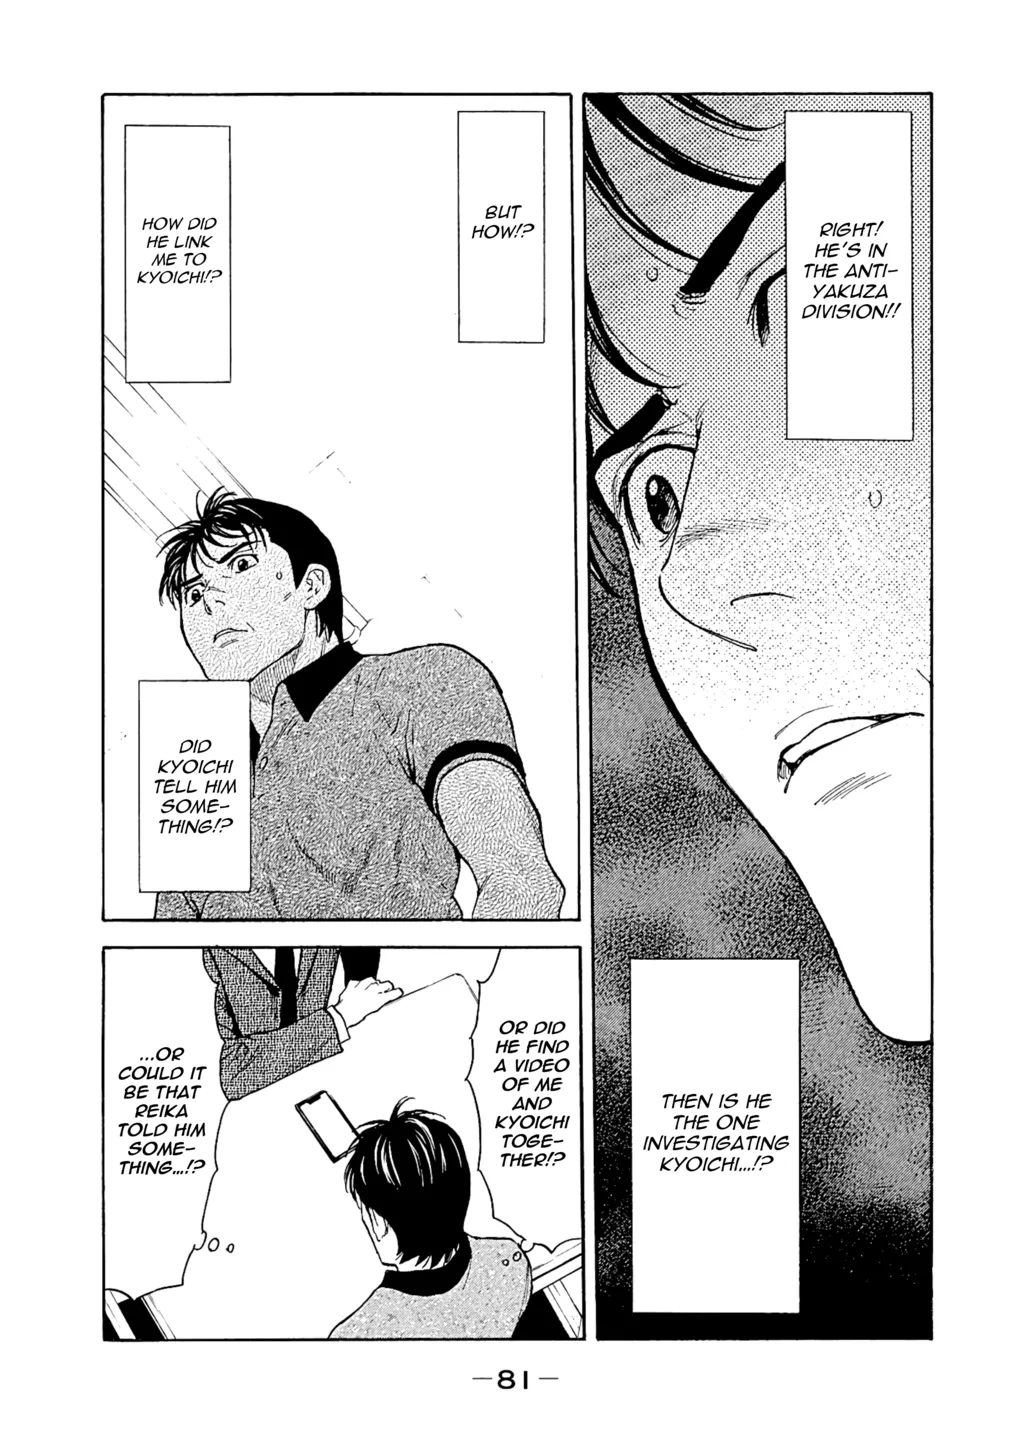 RIGHT!
HE'S IN
THE ANTI-
YAKUZA
DIVISION!!
THEN IS HE
THE ONE
INVESTIGATING
KYOICHI...!?
BUT
HOW!?
HOW DID
HE LINK
ME TO
KYOICHI!?
DID
KYOICHI
TELL HIM
SOME-
THING!?
OR DID
HE FIND
A VIDEO
OF ME
AND
KYOICHI
TOGE-
THER!?
...OR
COULD IT
BE THAT
REIKA
TOLD HIM
SOME-
THING...!?
—81—